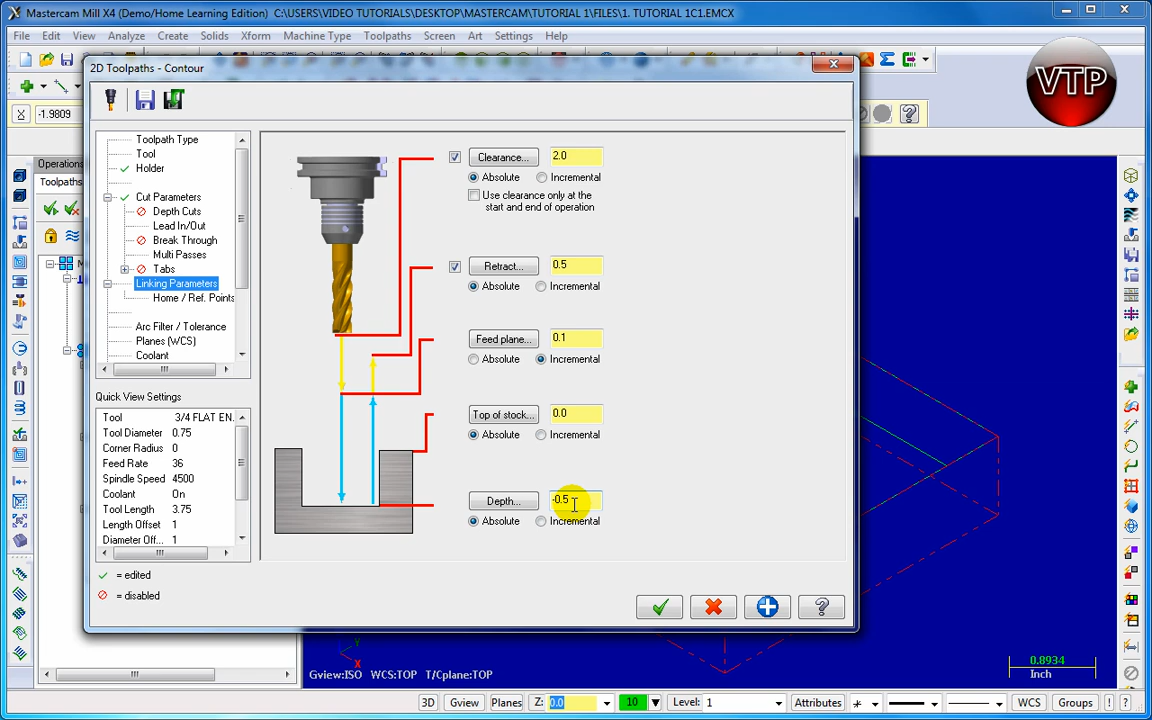 Mastercam Mill X4 (Demo/Home Learning Edition) C:\USERS\VIDEO TUTORIALS\DESKTOP\MASTERCAM\TUTORIAL 1\FILES\1. TUTORIAL 1C1.EMCX
File Edit View Analyze Create Solids Xform Machine Type Toolpaths Screen Art Settings Help
2D Toolpaths - Contour
VTP
X -1.9809
Operations
Toolpaths
Toolpath Type
Tool
Holder
Cut Parameters
Depth Cuts
Lead In/Out
Break Through
Multi Passes
Tabs
Linking Parameters
Home / Ref. Points
Arc Filter / Tolerance
Planes (WCS)
Coolant
Quick View Settings
Tool 3/4 FLAT EN.
Tool Diameter 0.75
Corner Radius 0
Feed Rate 36
Spindle Speed 4500
Coolant On
Tool Length 3.75
Length Offset 1
Diameter Off... 1
= edited
= disabled
Clearance... 2.0
Absolute Incremental
Use clearance only at the
start and end of operation
Retract... 0.5
Absolute Incremental
Feed plane... 0.1
Absolute Incremental
Top of stock... 0.0
Absolute Incremental
Depth... -0.5
Absolute Incremental
Y
X
Gview:ISO WCS:TOP T/Cplane:TOP
0.8934
Inch
3D Gview Planes Z: 0.0 10 Level: 1 Attributes WCS Groups ! ?